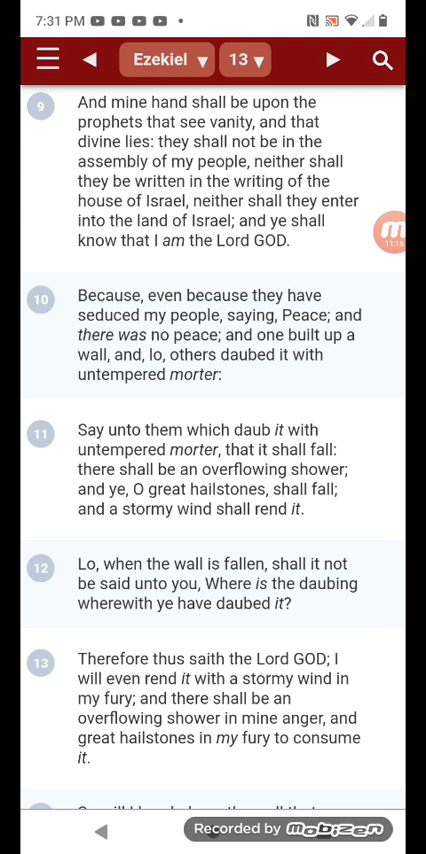 7:31 PM
Ezekiel
13
9
And mine hand shall be upon the
prophets that see vanity, and that
divine lies: they shall not be in the
assembly of my people, neither shall
they be written in the writing of the
house of Israel, neither shall they enter
into the land of Israel; and ye shall
know that I am the Lord GOD.
11:16
10
Because, even because they have
seduced my people, saying, Peace; and
there was no peace; and one built up a
wall, and, lo, others daubed it with
untempered morter:
11
Say unto them which daub it with
untempered morter, that it shall fall:
there shall be an overflowing shower;
and ye, O great hailstones, shall fall;
and a stormy wind shall rend it.
12
Lo, when the wall is fallen, shall it not
be said unto you, Where is the daubing
wherewith ye have daubed it?
13
Therefore thus saith the Lord GOD; I
will even rend it with a stormy wind in
my fury; and there shall be an
overflowing shower in mine anger, and
great hailstones in my fury to consume
it.
Recorded by Mobizen